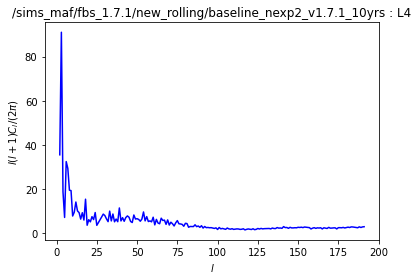 /sims_maf/fbs_1.7.1/new_rolling/baseline_nexp2_v1.7.1_10yrs : L4
l(l + 1)Cₗ/(2π)
80
60
40
20
0
0 25 50 75 100 125 150 175 200
l